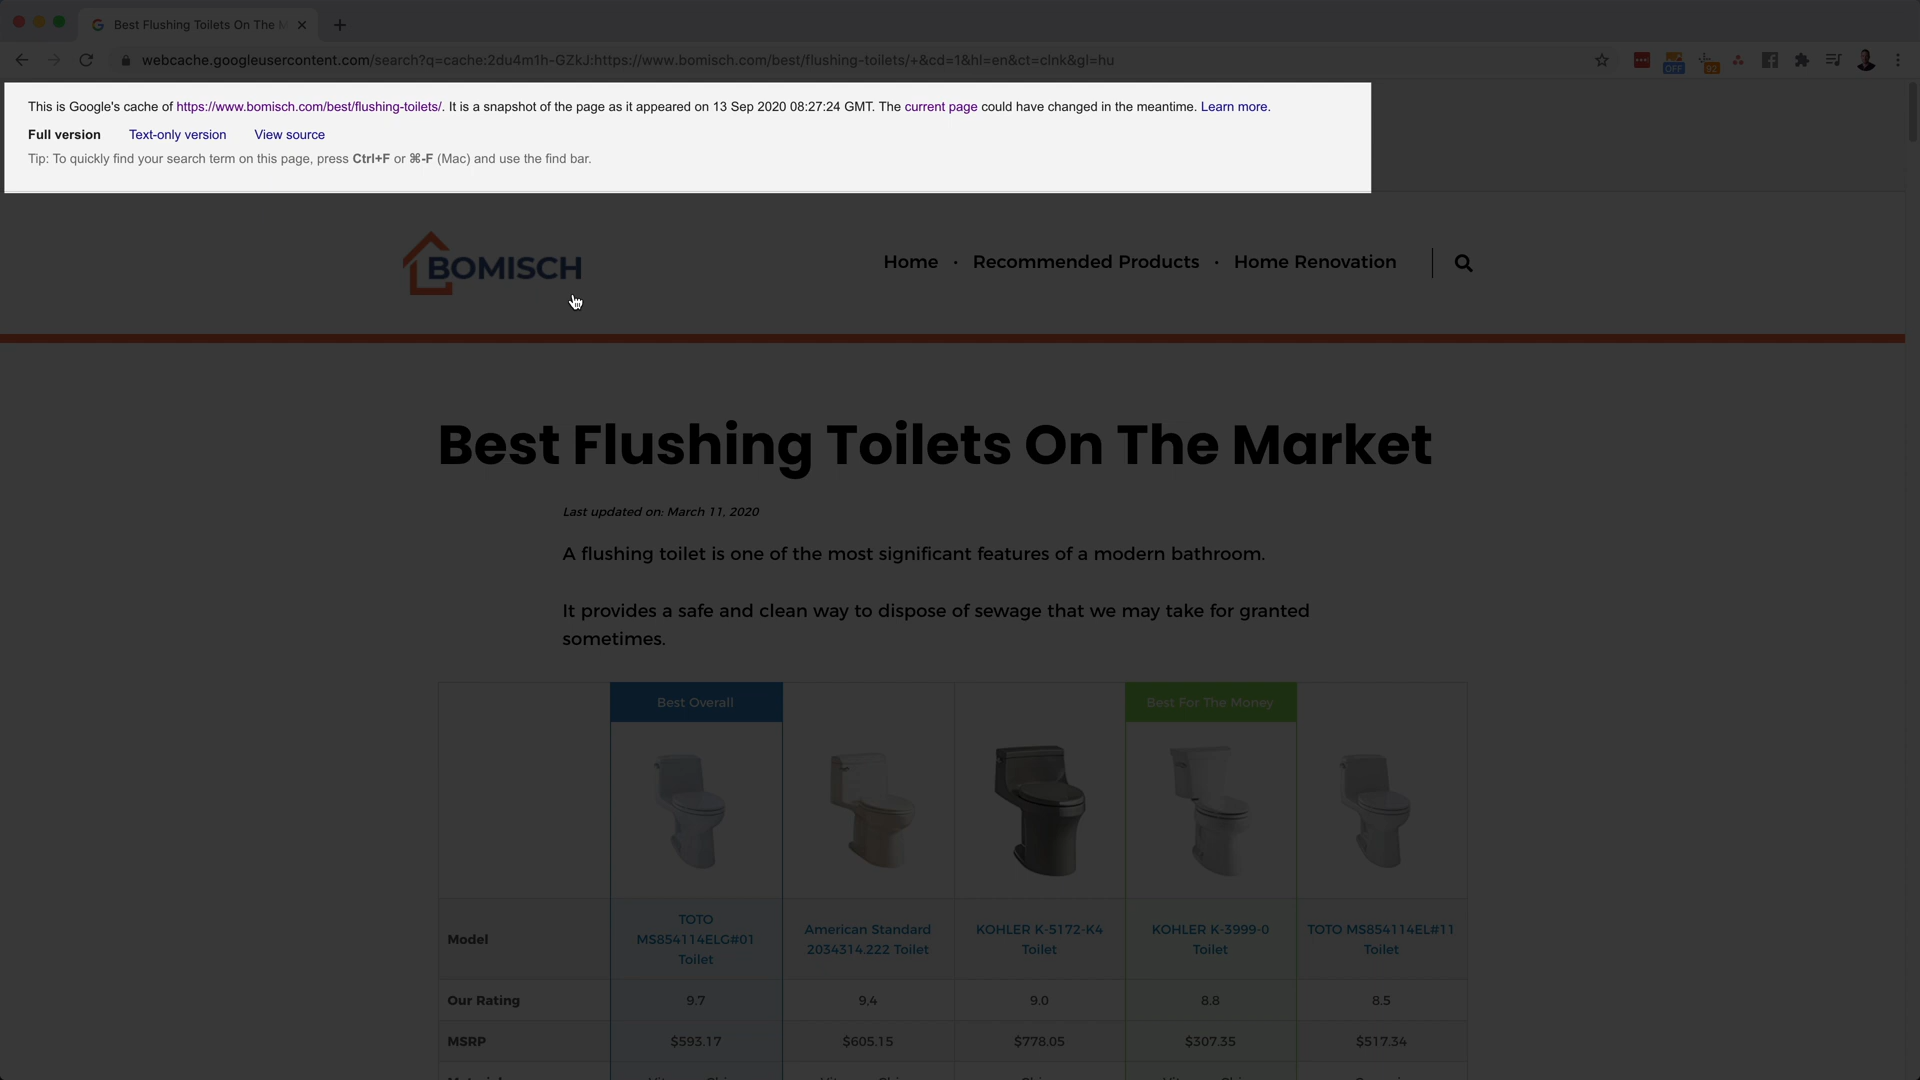 Best Flushing Toilets On The M
webcache.googleusercontent.com/search?q=cache:2du4m1h-GZkJ:https://www.bomisch.com/best/flushing-toilets/+&cd=1&hl=en&ct=clnk&gl=hu
OFF
92
This is Google's cache of https://www.bomisch.com/best/flushing-toilets/. It is a snapshot of the page as it appeared on 13 Sep 2020 08:27:24 GMT. The current page could have changed in the meantime. Learn more.
Full version Text-only version View source
Tip: To quickly find your search term on this page, press Ctrl+F or ⌘-F (Mac) and use the find bar.
BOMISCH
Home · Recommended Products · Home Renovation
Best Flushing Toilets On The Market
Last updated on: March 11, 2020
A flushing toilet is one of the most significant features of a modern bathroom.
It provides a safe and clean way to dispose of sewage that we may take for granted
sometimes.
Best Overall Best For The Money
Model TOTO MS854114ELG#01 Toilet American Standard 2034314.222 Toilet KOHLER K-5172-K4 Toilet KOHLER K-3999-0 Toilet TOTO MS854114EL#11 Toilet
Our Rating 9.7 9.4 9.0 8.8 8.5
MSRP $593.17 $605.15 $778.05 $307.35 $517.34